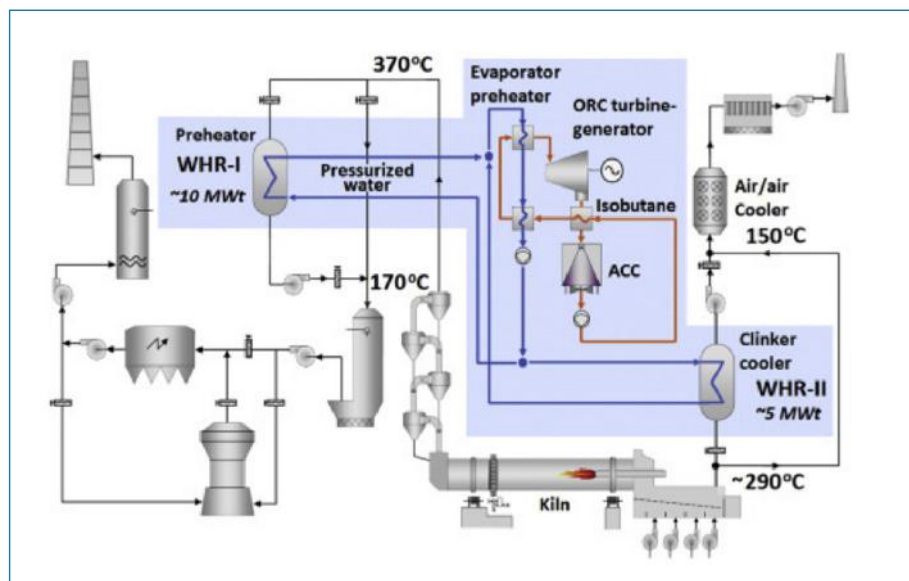 370°C
Evaporator
preheater
ORC turbine-
generator
Preheater
WHR-I
~10 MWt
Pressurized
water
Isobutane
ACC
Air/air
Cooler
150°C
170°C
Clinker
cooler
WHR-II
~5 MWt
~290°C
Kiln